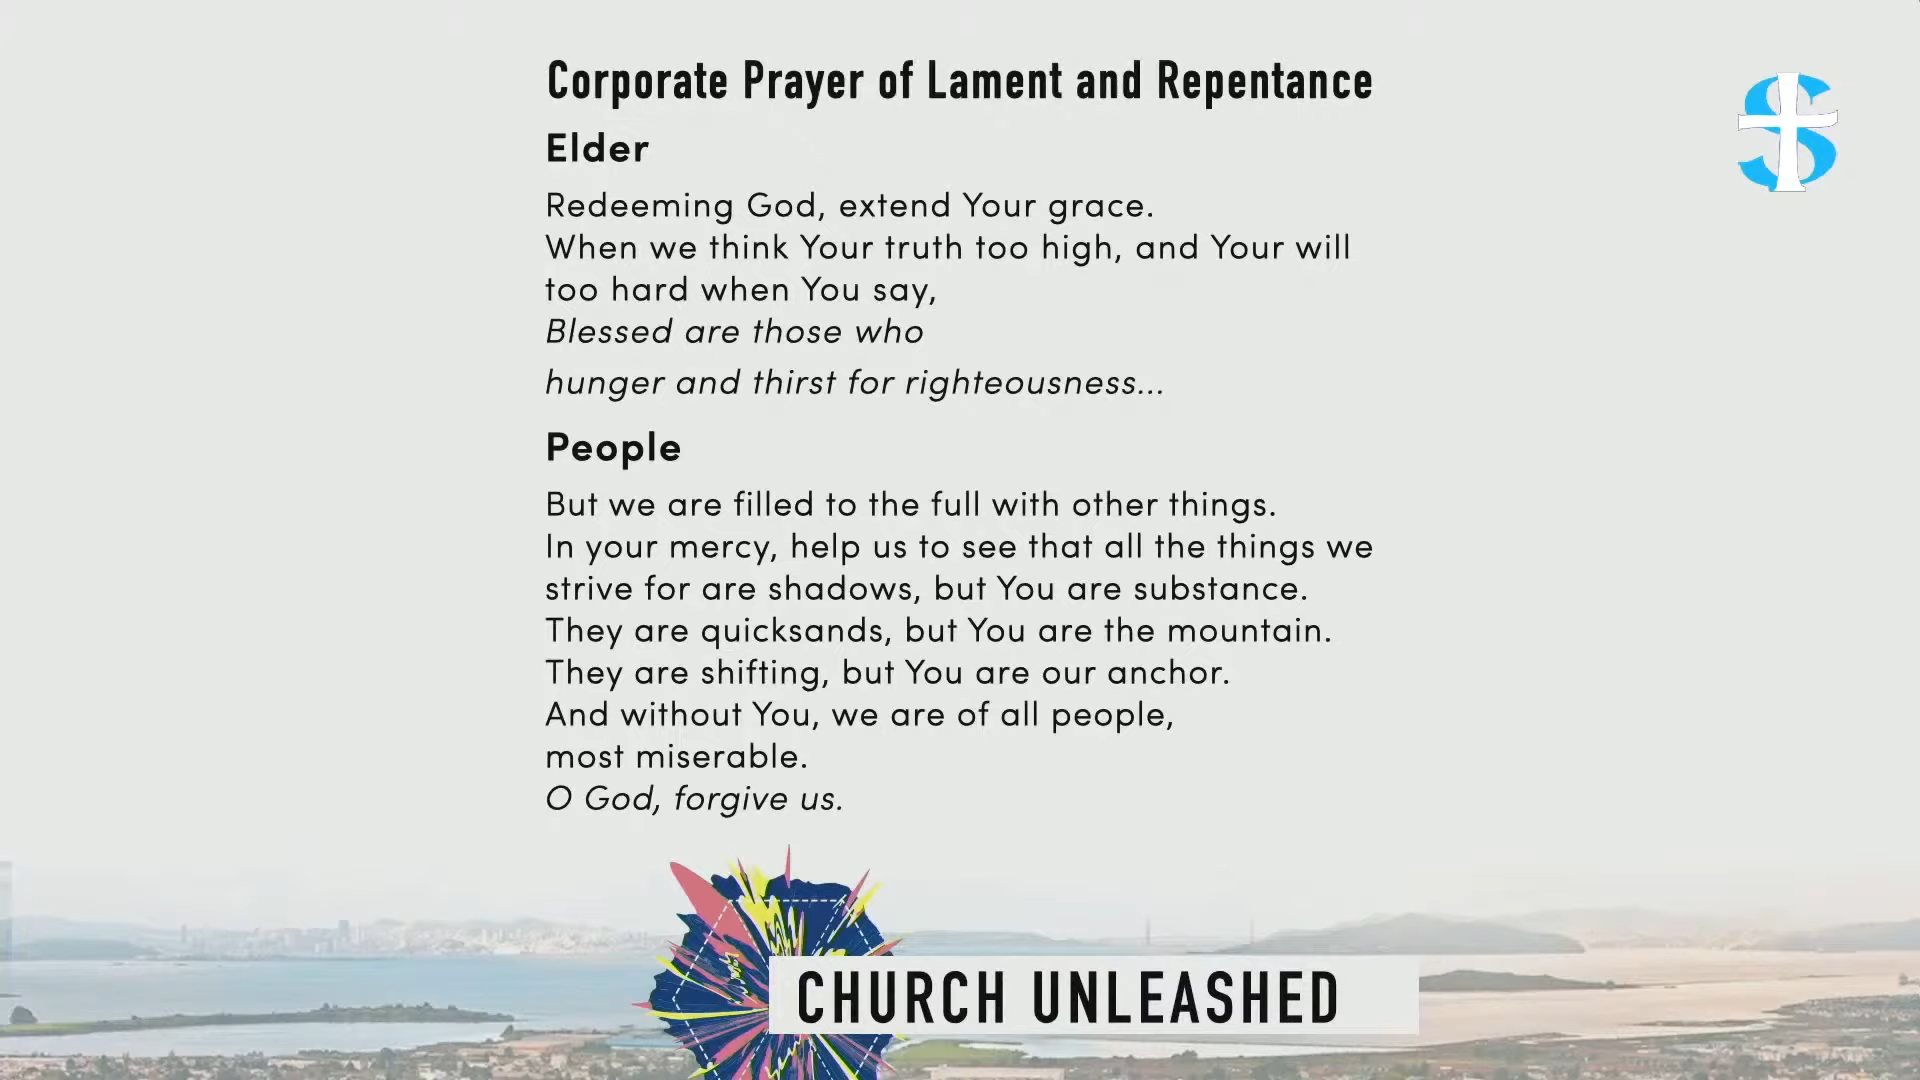 Corporate Prayer of Lament and Repentance
Elder
Redeeming God, extend Your grace.
When we think Your truth too high, and Your will
too hard when You say,
Blessed are those who
hunger and thirst for righteousness...
People
But we are filled to the full with other things.
In your mercy, help us to see that all the things we
strive for are shadows, but You are substance.
They are quicksands, but You are the mountain.
They are shifting, but You are our anchor.
And without You, we are of all people,
most miserable.
O God, forgive us.
CHURCH UNLEASHED